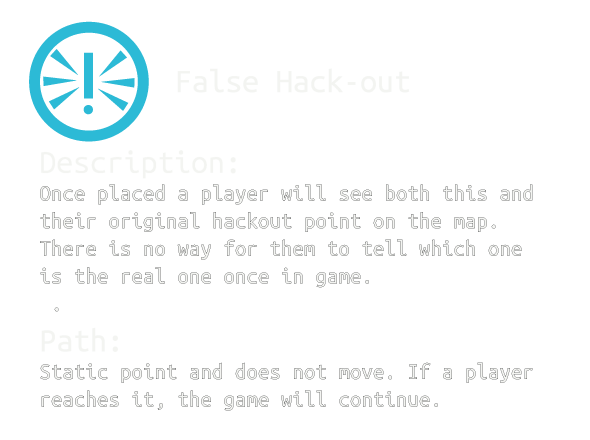 False Hack-out
Description:
Once placed a player will see both this and
their original hackout point on the map.
There is no way for them to tell which one
is the real one once in game.
.
Path:
Static point and does not move. If a player
reaches it, the game will continue.